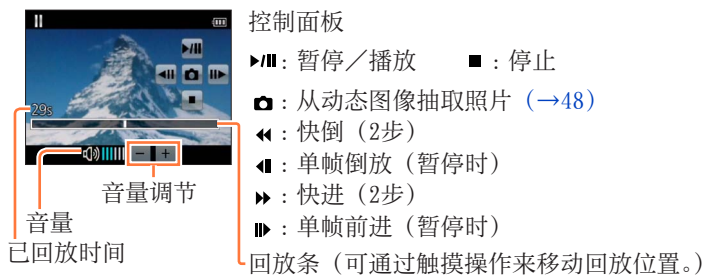 控制面板
▶/II：暂停／播放 ■：停止
：从动态图像抽取照片（→48）
◀◀：快倒（2步）
◀II：单帧倒放（暂停时）
▶▶：快进（2步）
II▶：单帧前进（暂停时）
回放条（可通过触摸操作来移动回放位置。）
29s
音量调节
音量
已回放时间